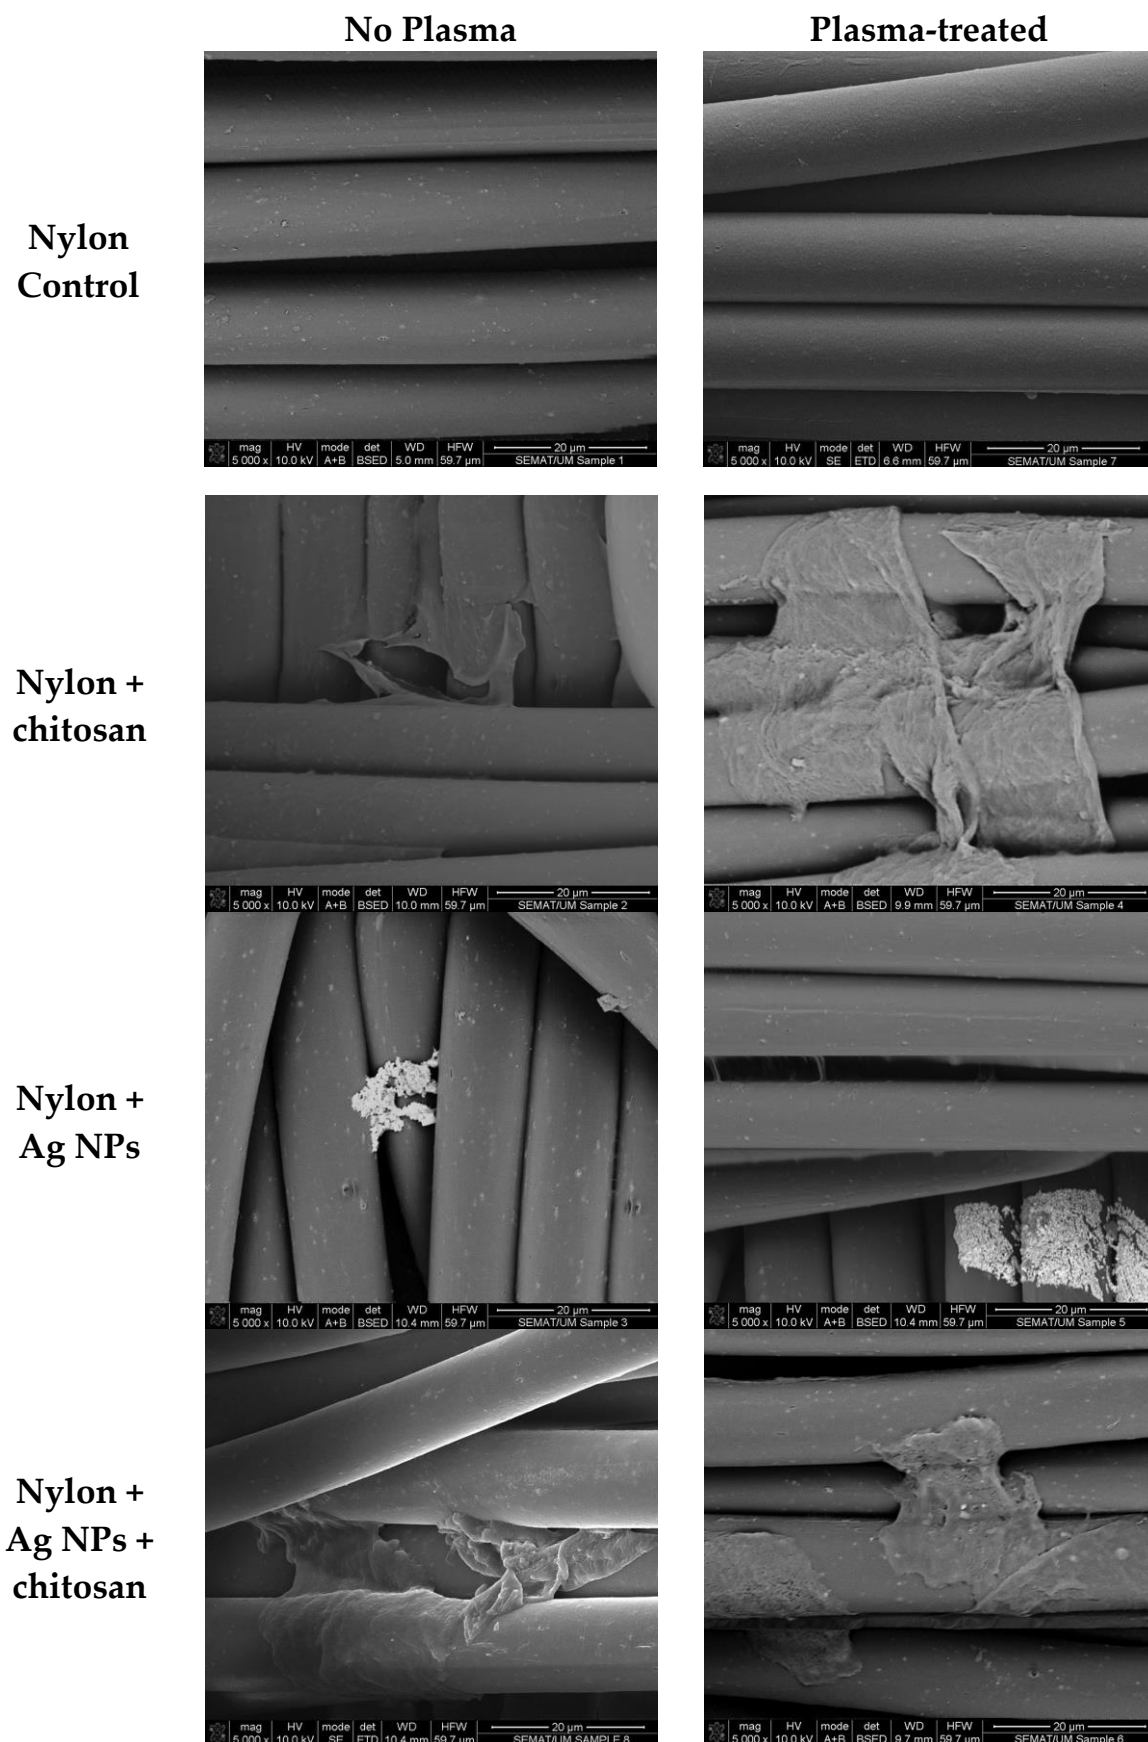 No Plasma
Plasma-treated
Nylon
Control
mag HV mode det WD HFW 20 µm
5 000 x 10.0 kV A+B BSED 5.0 mm 59.7 µm SEMAT/UM Sample 1
mag HV mode det WD HFW 20 µm
5 000 x 10.0 kV SE ETD 6.6 mm 59.7 µm SEMAT/UM Sample 7
Nylon +
chitosan
mag HV mode det WD HFW 20 µm
5 000 x 10.0 kV A+B BSED 10.0 mm 59.7 µm SEMAT/UM Sample 2
mag HV mode det WD HFW 20 µm
5 000 x 10.0 kV A+B BSED 9.9 mm 59.7 µm SEMAT/UM Sample 4
Nylon +
Ag NPs
mag HV mode det WD HFW 20 µm
5 000 x 10.0 kV A+B BSED 10.4 mm 59.7 µm SEMAT/UM Sample 3
mag HV mode det WD HFW 20 µm
5 000 x 10.0 kV A+B BSED 10.4 mm 59.7 µm SEMAT/UM Sample 5
Nylon +
Ag NPs +
chitosan
mag HV mode det WD HFW 20 µm
5 000 x 10.0 kV SE ETD 10.4 mm 59.7 µm SEMAT/UM SAMPLE 8
mag HV mode det WD HFW 20 µm
5 000 x 10.0 kV A+B BSED 9.7 mm 59.7 µm SEMAT/UM Sample 6